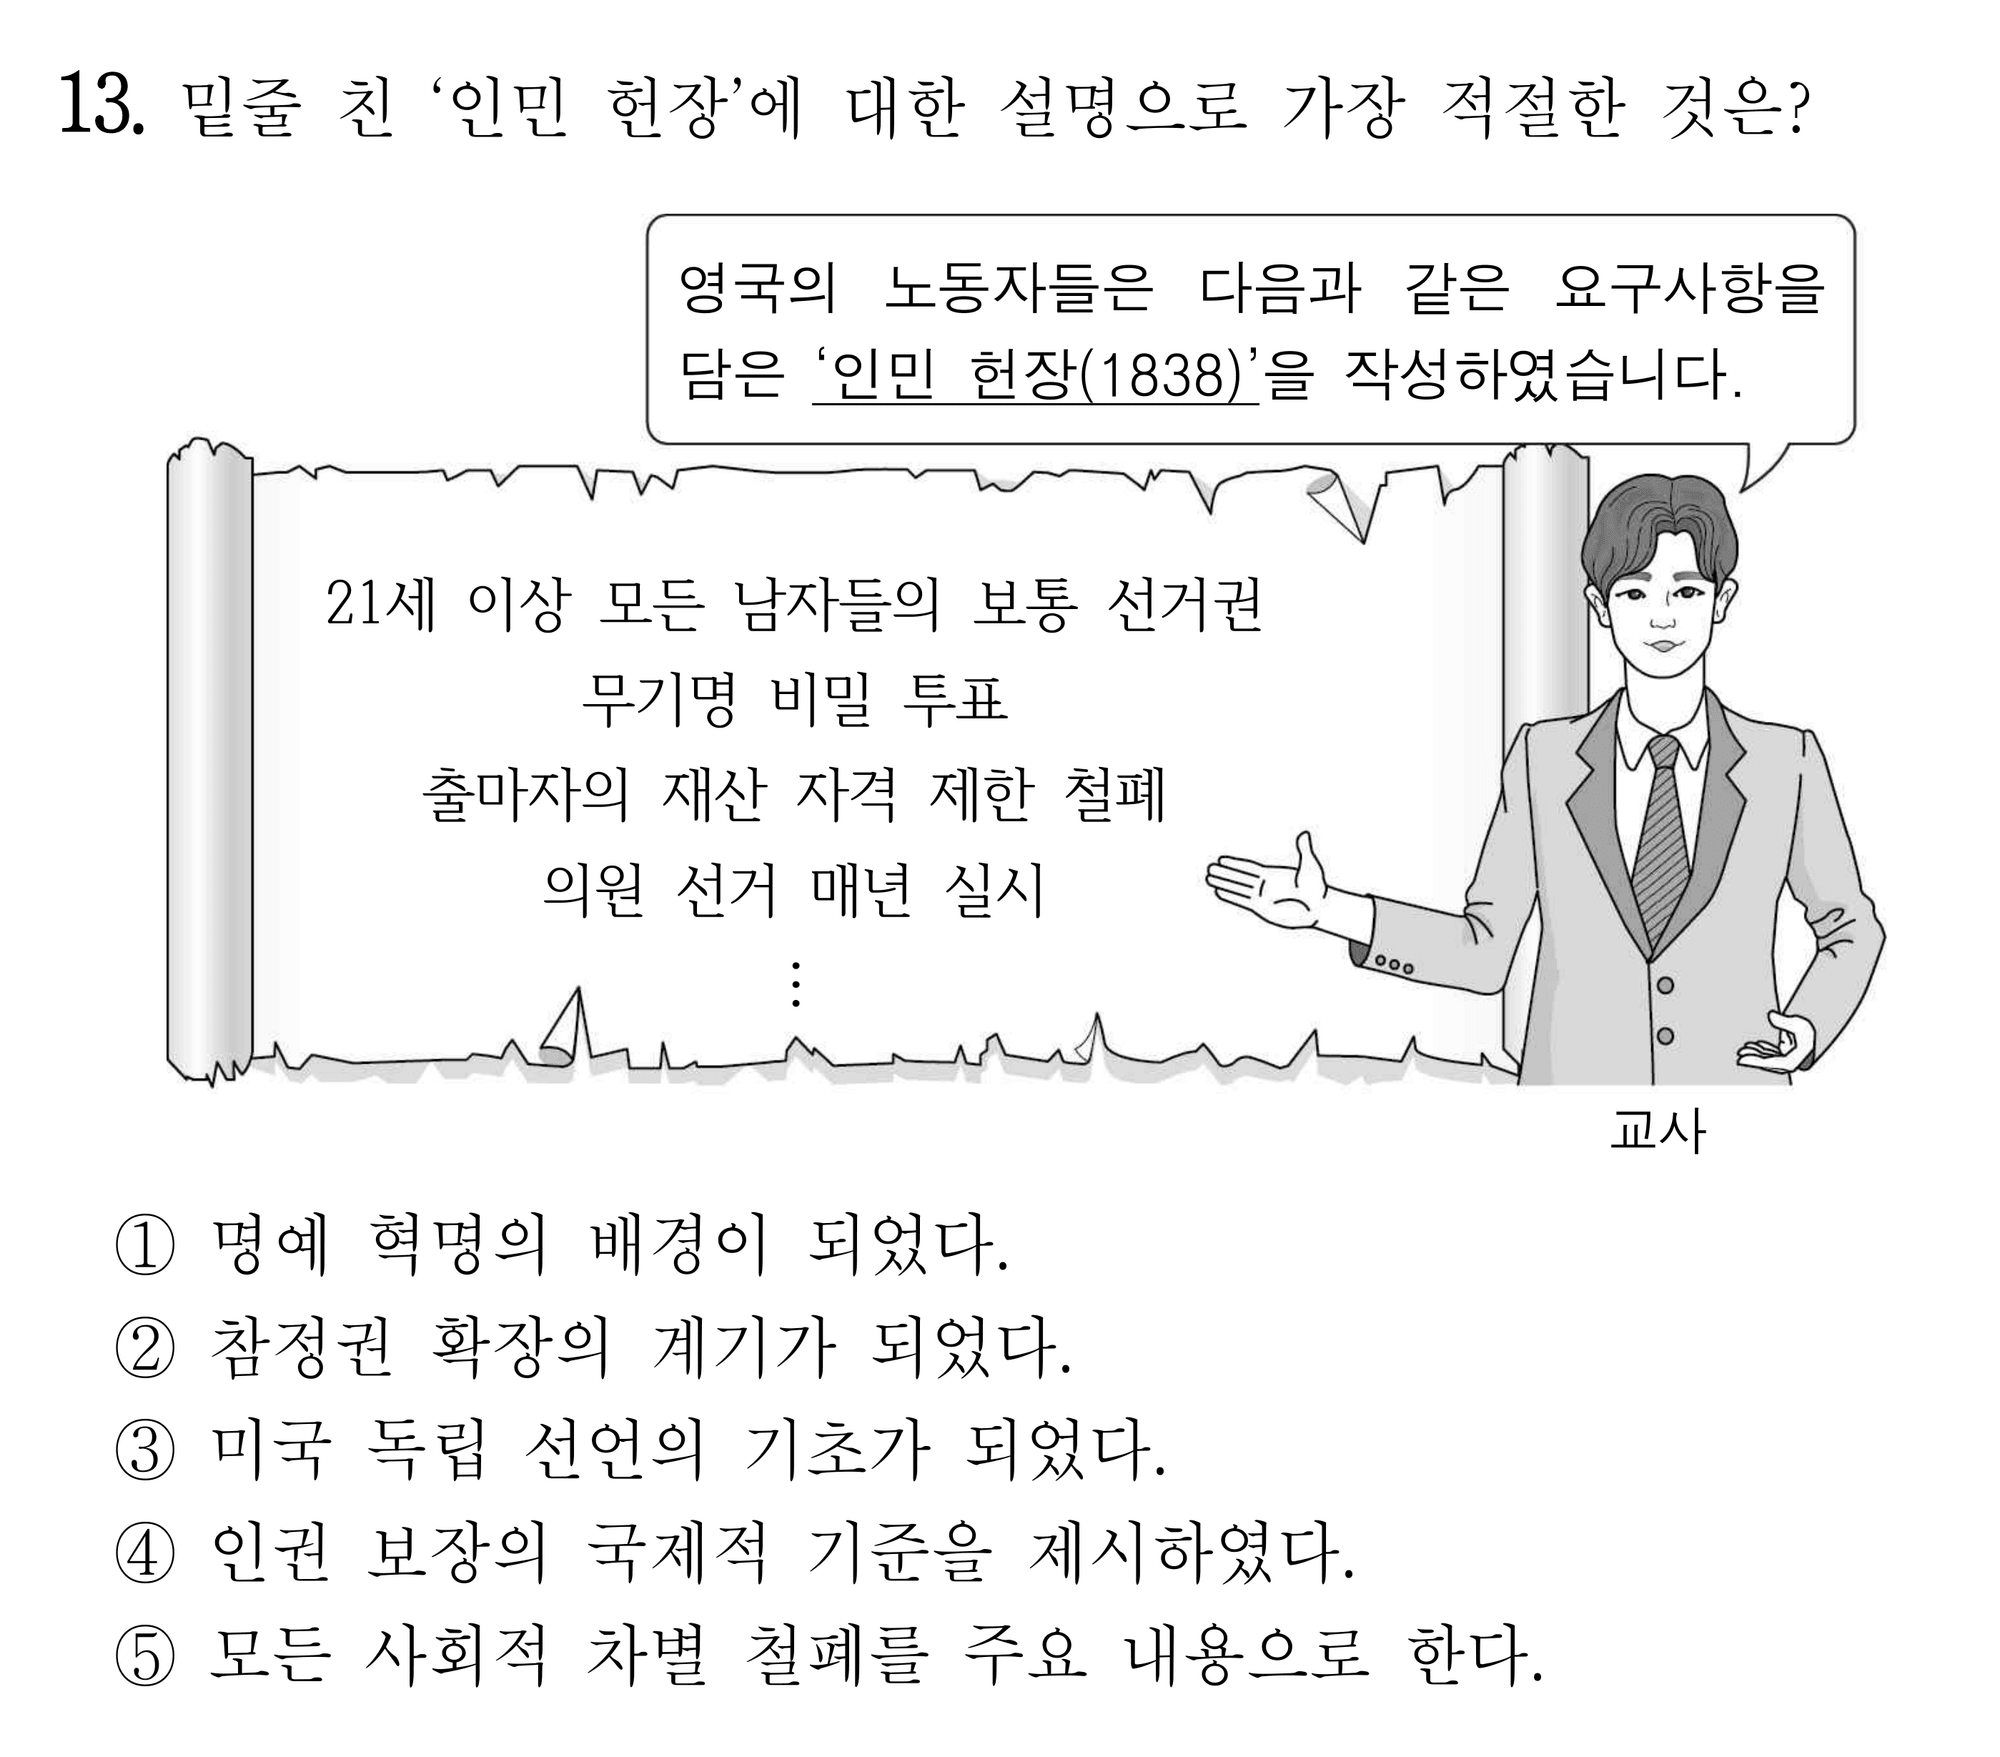 13. 밑줄 친 ‘인민 헌장’에 대한 설명으로 가장 적절한 것은?
영국의 노동자들은 다음과 같은 요구사항을
담은 ‘인민 헌장(1838)’을 작성하였습니다.
21세 이상 모든 남자들의 보통 선거권
무기명 비밀 투표
출마자의 재산 자격 제한 철폐
의원 선거 매년 실시
⋮
교사
① 명예 혁명의 배경이 되었다.
② 참정권 확장의 계기가 되었다.
③ 미국 독립 선언의 기초가 되었다.
④ 인권 보장의 국제적 기준을 제시하였다.
⑤ 모든 사회적 차별 철폐를 주요 내용으로 한다.